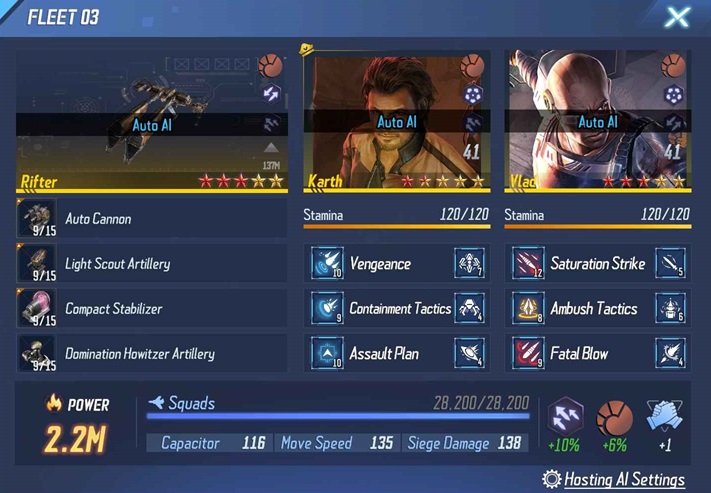 FLEET 03
Auto AI
137M
Rifter
Auto AI
41
Karth
Auto AI
41
Vlad
9/15 Auto Cannon
9/15 Light Scout Artillery
9/15 Compact Stabilizer
9/15 Domination Howitzer Artillery
Stamina 120/120
10 Vengeance 7
9 Containment Tactics 4
10 Assault Plan 4
Stamina 120/120
12 Saturation Strike 5
8 Ambush Tactics 6
9 Fatal Blow 4
POWER
2.2M
Squads 28,200/28,200
Capacitor 116 Move Speed 135 Siege Damage 138
+10% +6% +1
Hosting AI Settings